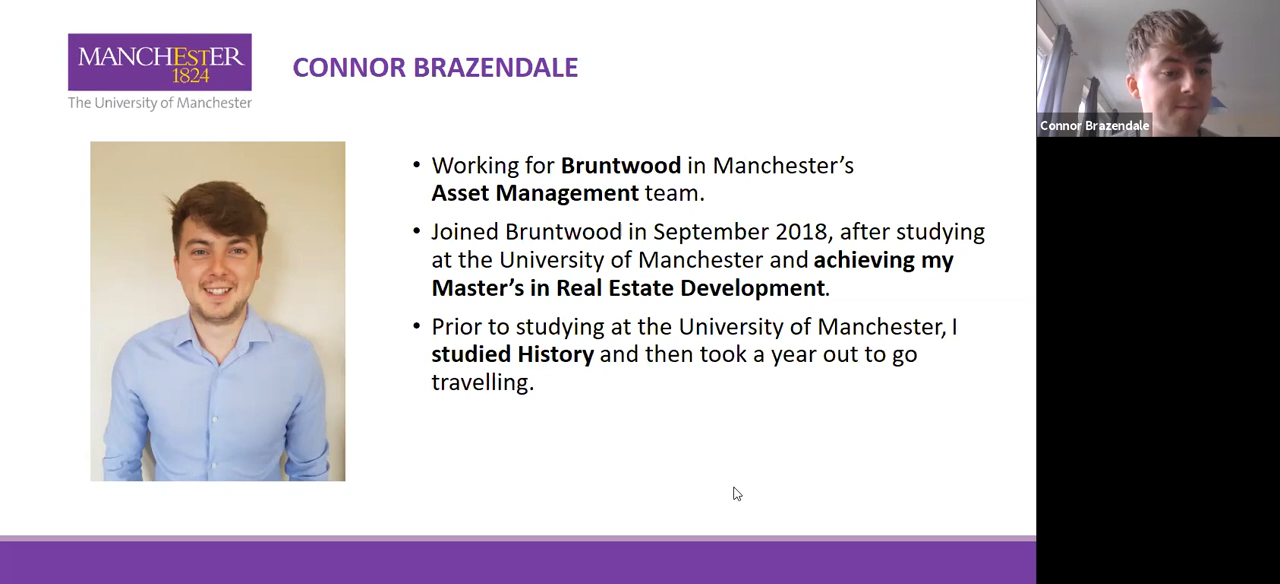 MANCHESTER
1824
The University of Manchester
CONNOR BRAZENDALE
• Working for Bruntwood in Manchester’s
Asset Management team.
• Joined Bruntwood in September 2018, after studying
at the University of Manchester and achieving my
Master’s in Real Estate Development.
• Prior to studying at the University of Manchester, I
studied History and then took a year out to go
travelling.
Connor Brazendale